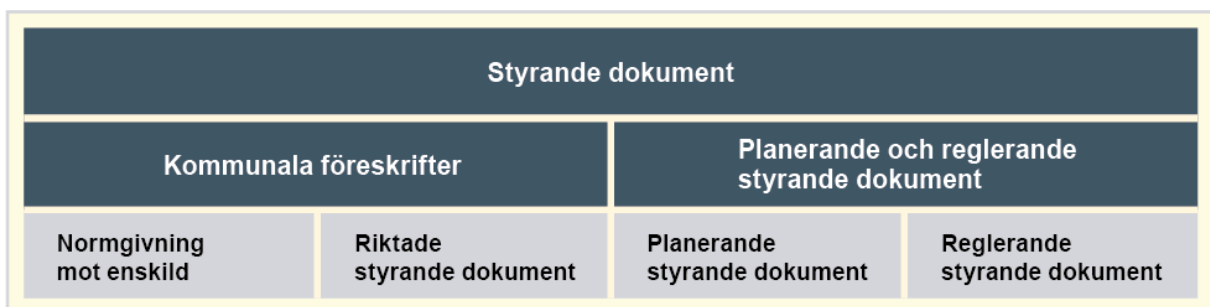 Styrande dokument
Kommunala föreskrifter
Planerande och reglerande
styrande dokument
Normgivning
mot enskild
Riktade
styrande dokument
Planerande
styrande dokument
Reglerande
styrande dokument